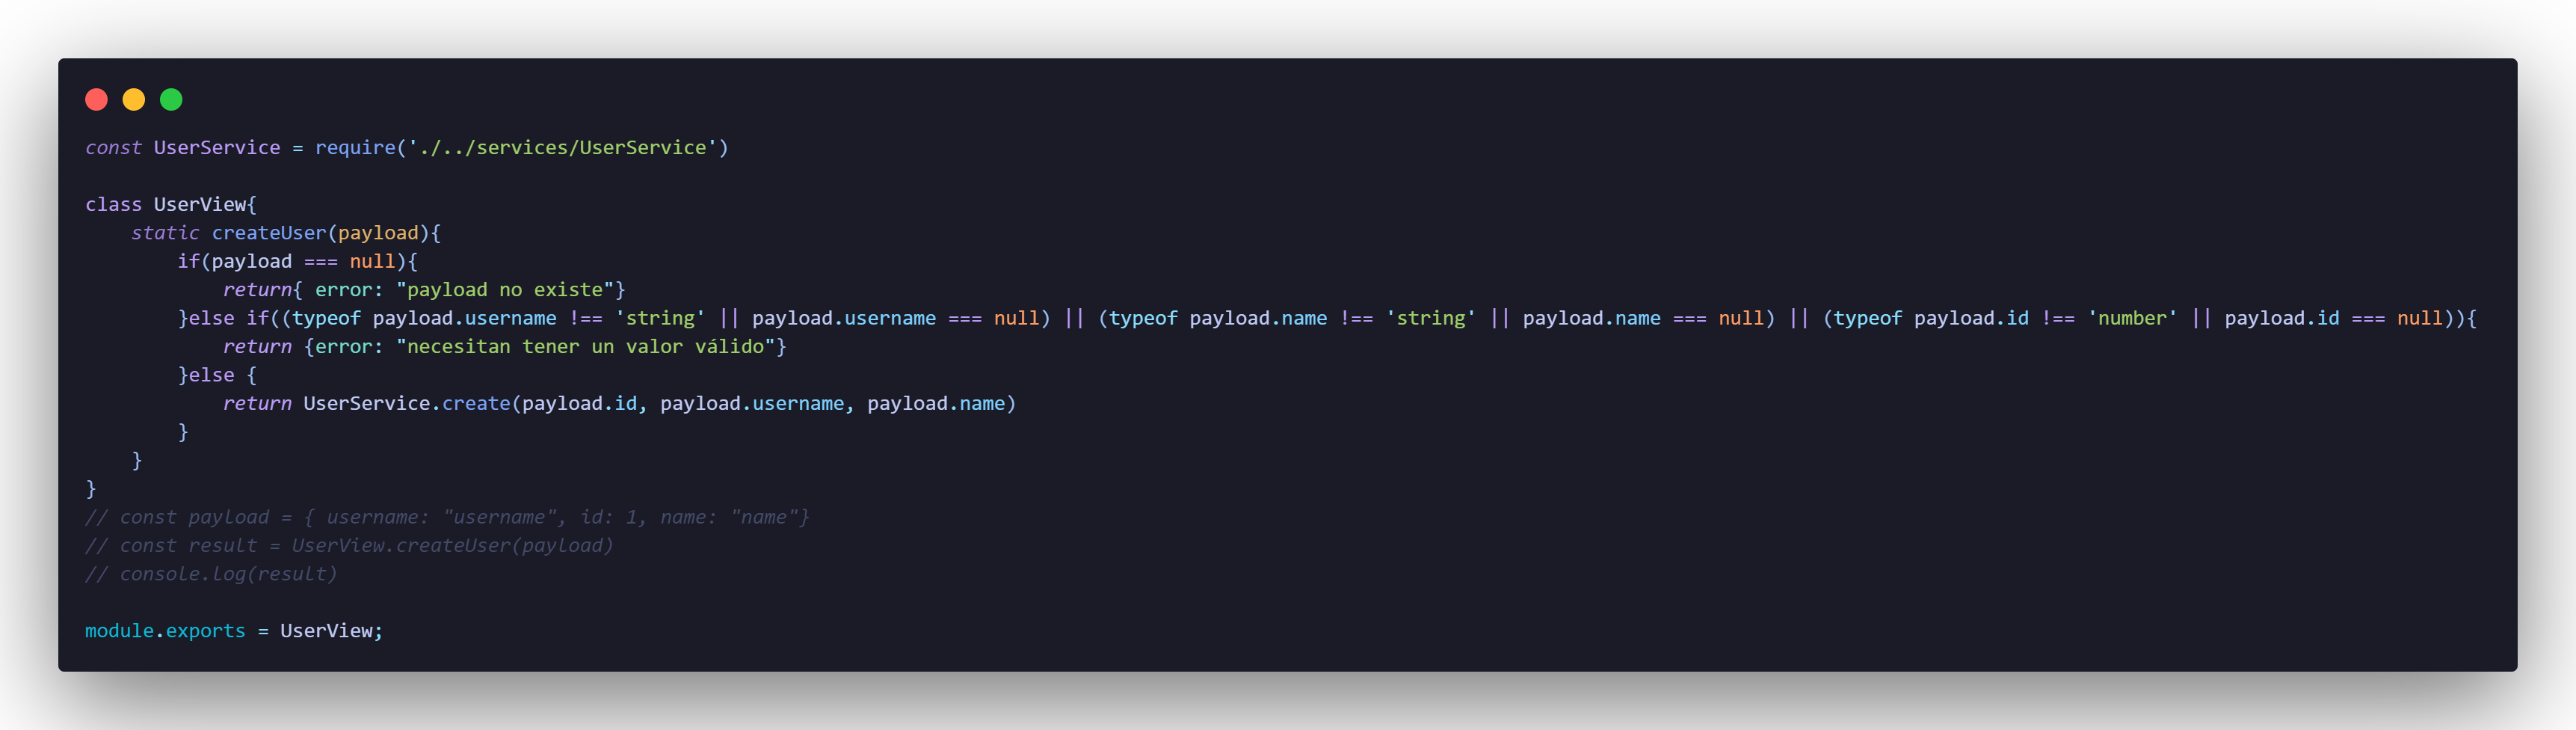 const UserService = require('./../services/UserService')

class UserView{
    static createUser(payload){
        if(payload === null){
            return{ error: "payload no existe"}
        }else if((typeof payload.username !== 'string' || payload.username === null) || (typeof payload.name !== 'string' || payload.name === null) || (typeof payload.id !== 'number' || payload.id === null)){
            return {error: "necesitan tener un valor válido"}
        }else {
            return UserService.create(payload.id, payload.username, payload.name)
        }
    }
}
// const payload = { username: "username", id: 1, name: "name"}
// const result = UserView.createUser(payload)
// console.log(result)

module.exports = UserView;